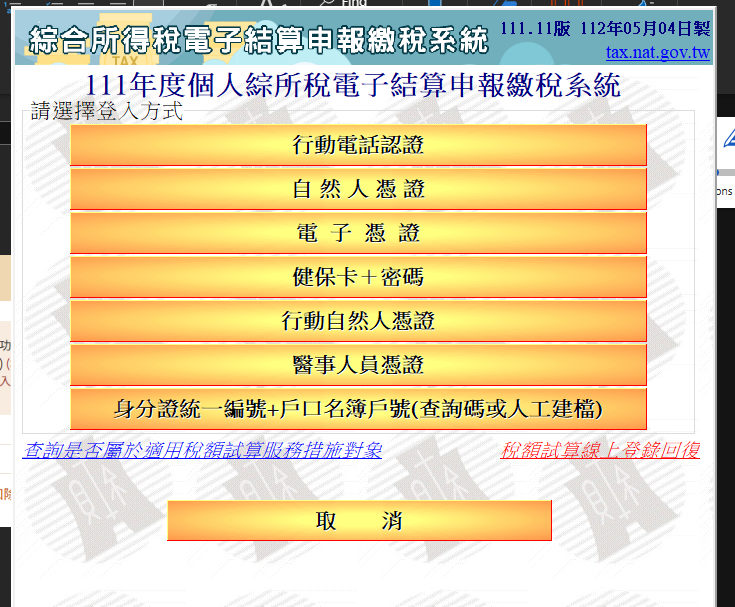 Find
綜合所得稅電子結算申報繳稅系統
111.11版 112年05月04日製
TAX
tax.nat.gov.tw
111年度個人綜所稅電子結算申報繳稅系統
請選擇登入方式
行動電話認證
自然人憑證
電子憑證
健保卡＋密碼
行動自然人憑證
醫事人員憑證
身分證統一編號+戶口名簿戶號(查詢碼或人工建檔)
查詢是否屬於適用稅額試算服務措施對象
稅額試算線上登錄回復
取 消
ons
功
入